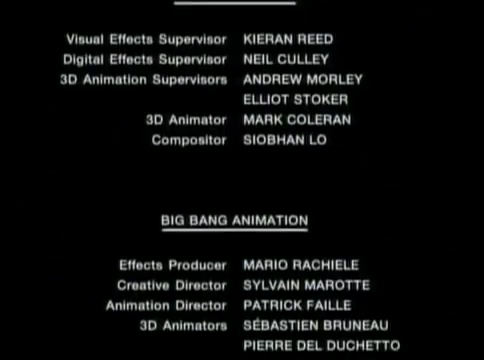 Visual Effects Supervisor KIERAN REED
Digital Effects Supervisor NEIL CULLEY
3D Animation Supervisors ANDREW MORLEY
ELLIOT STOKER
3D Animator MARK COLERAN
Compositor SIOBHAN LO
BIG BANG ANIMATION
Effects Producer MARIO RACHIELE
Creative Director SYLVAIN MAROTTE
Animation Director PATRICK FAILLE
3D Animators SÉBASTIEN BRUNEAU
PIERRE DEL DUCHETTO